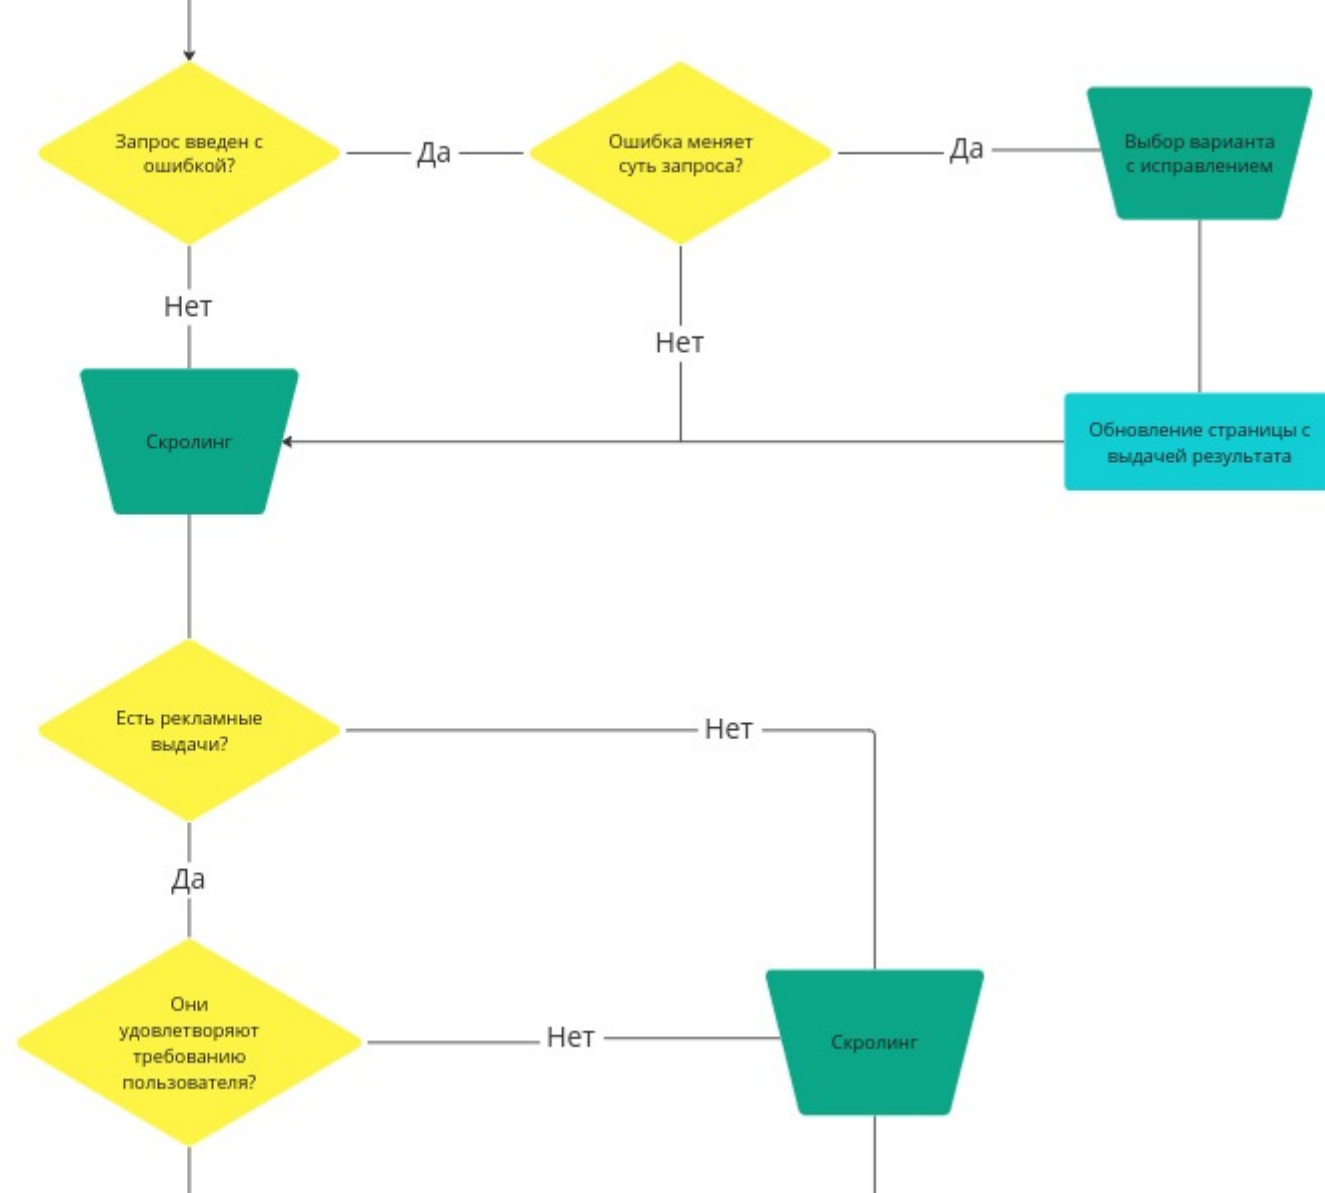 Запрос введен с
ошибкой?
Да
Ошибка меняет
суть запроса?
Да
Выбор варианта
с исправлением
Нет
Нет
Скролинг
Обновление страницы с
выдачей результата
Есть рекламные
выдачи?
Нет
Да
Они
удовлетворяют
требованию
пользователя?
Нет
Скролинг